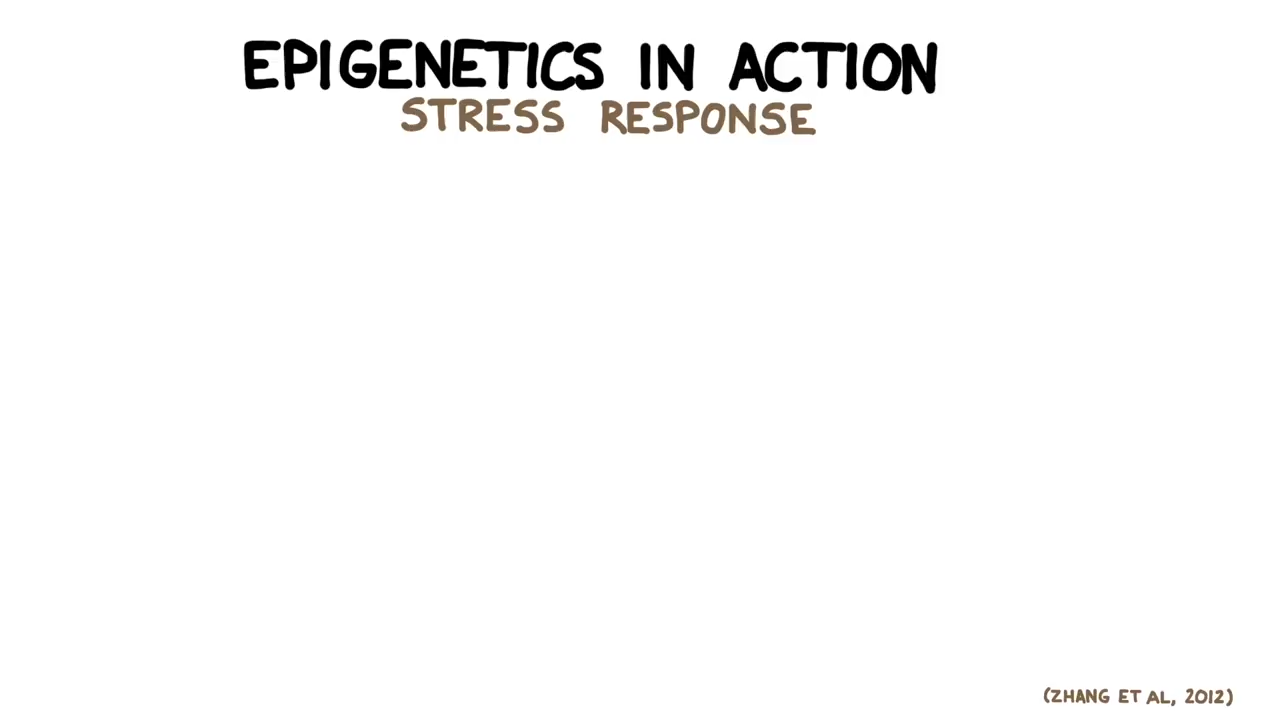 EPIGENETICS IN ACTION
STRESS RESPONSE
(ZHANG ET AL, 2012)